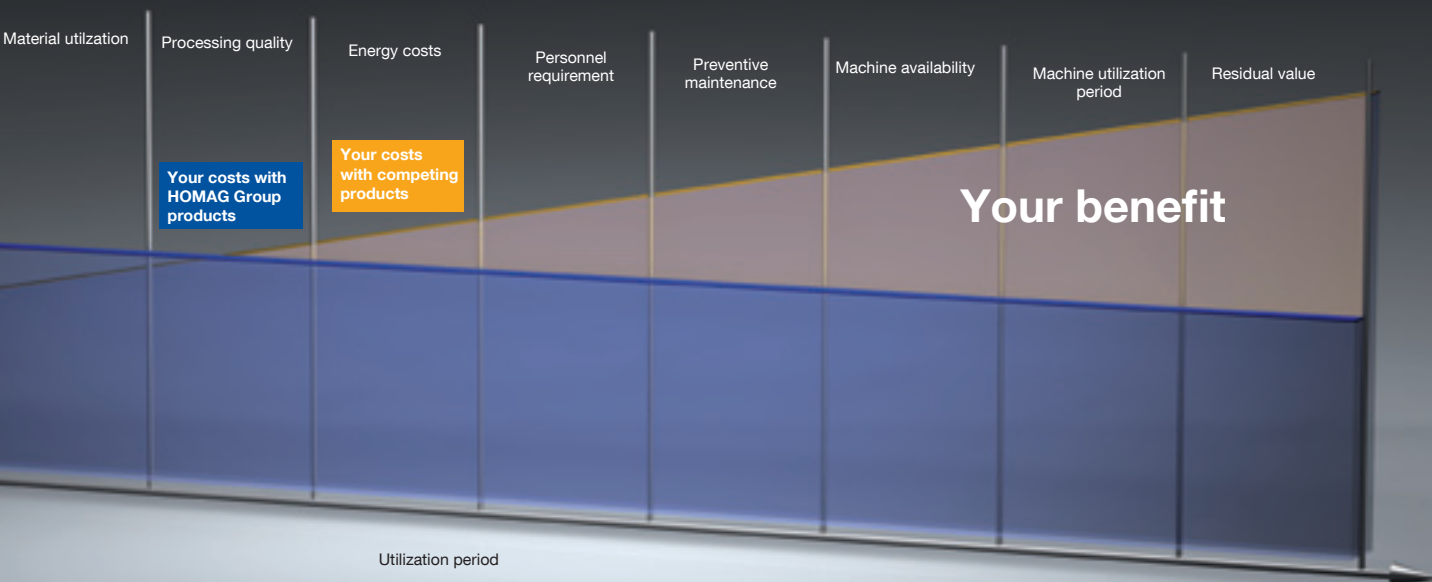 Material utilzation
Processing quality
Energy costs
Personnel
requirement
Preventive
maintenance
Machine availability
Machine utilization
period
Residual value
Your costs with
HOMAG Group
products
Your costs
with competing
products
Your benefit
Utilization period